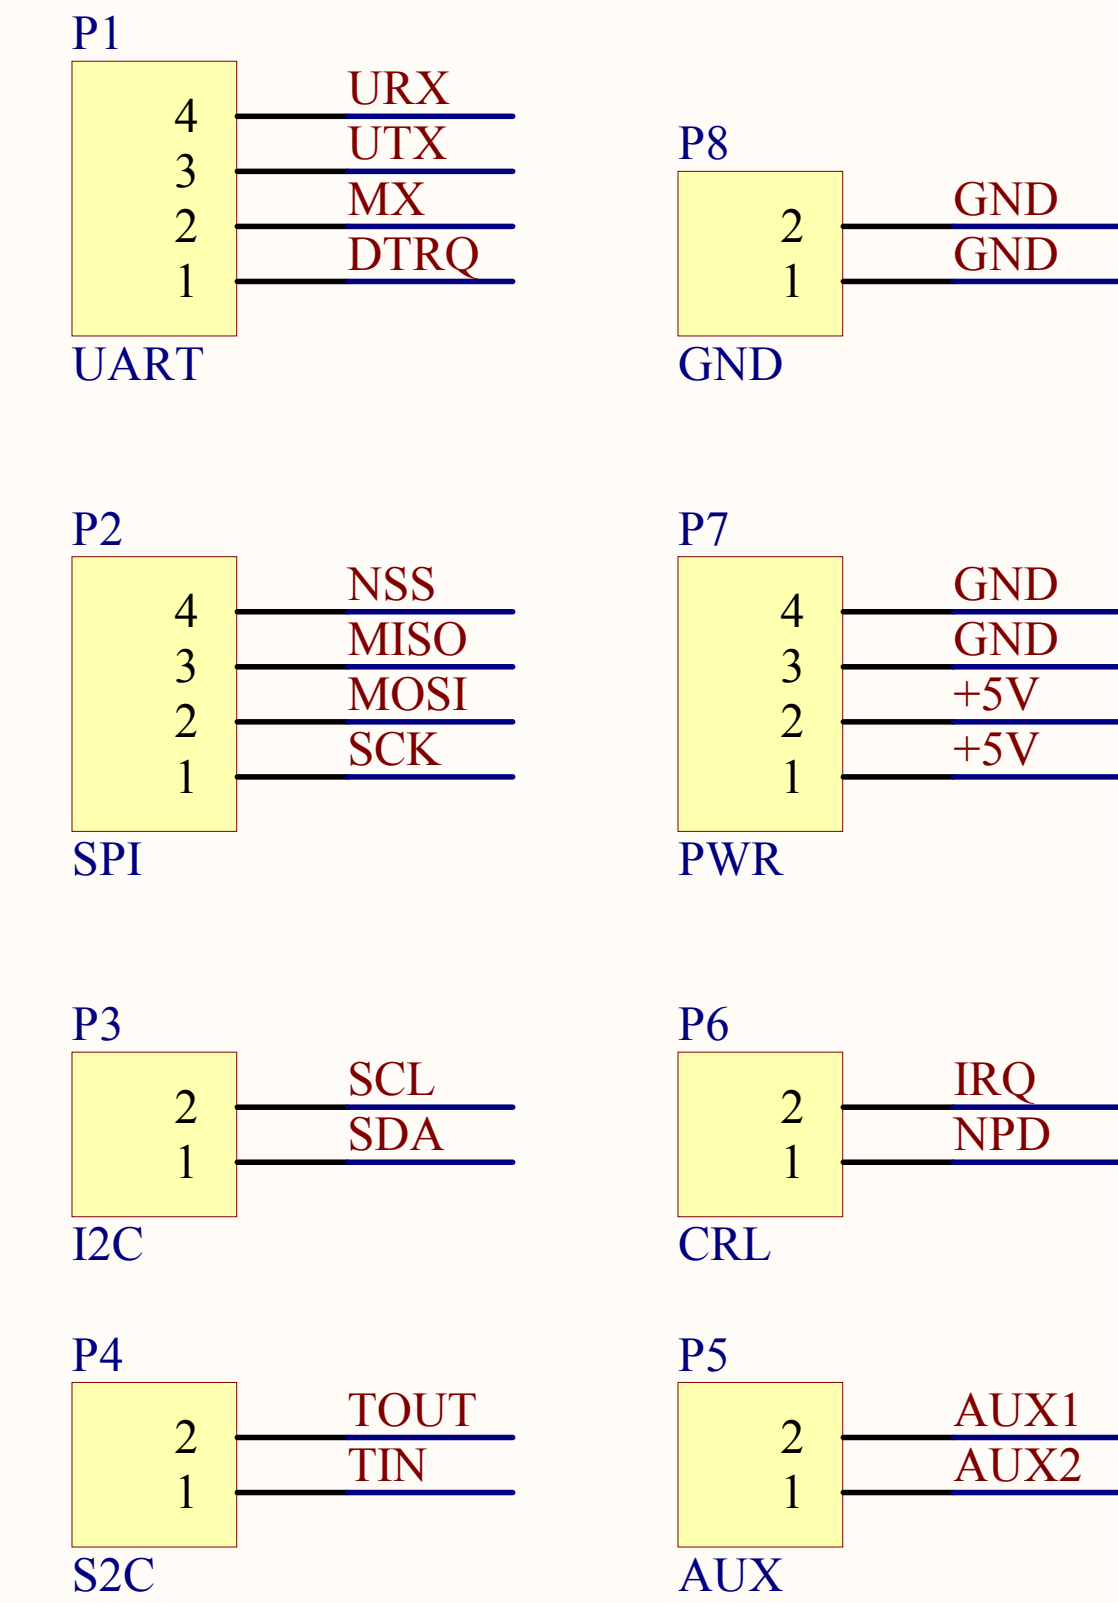 P1
4 URX
3 UTX
2 MX
1 DTRQ
UART
P8
2 GND
1 GND
GND
P2
4 NSS
3 MISO
2 MOSI
1 SCK
SPI
P7
4 GND
3 GND
2 +5V
1 +5V
PWR
P3
2 SCL
1 SDA
I2C
P6
2 IRQ
1 NPD
CRL
P4
2 TOUT
1 TIN
S2C
P5
2 AUX1
1 AUX2
AUX